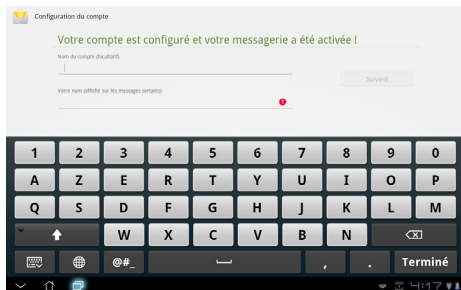 Configuration du compte
Votre compte est configuré et votre messagerie a été activée !
Nom du compte (facultatif)
Suivant
Votre nom (affiché sur les messages sortants)
1 2 3 4 5 6 7 8 9 0
A Z E R T Y U I O P
Q S D F G H J K L M
W X C V B N
@#_ , . Terminé
4:17